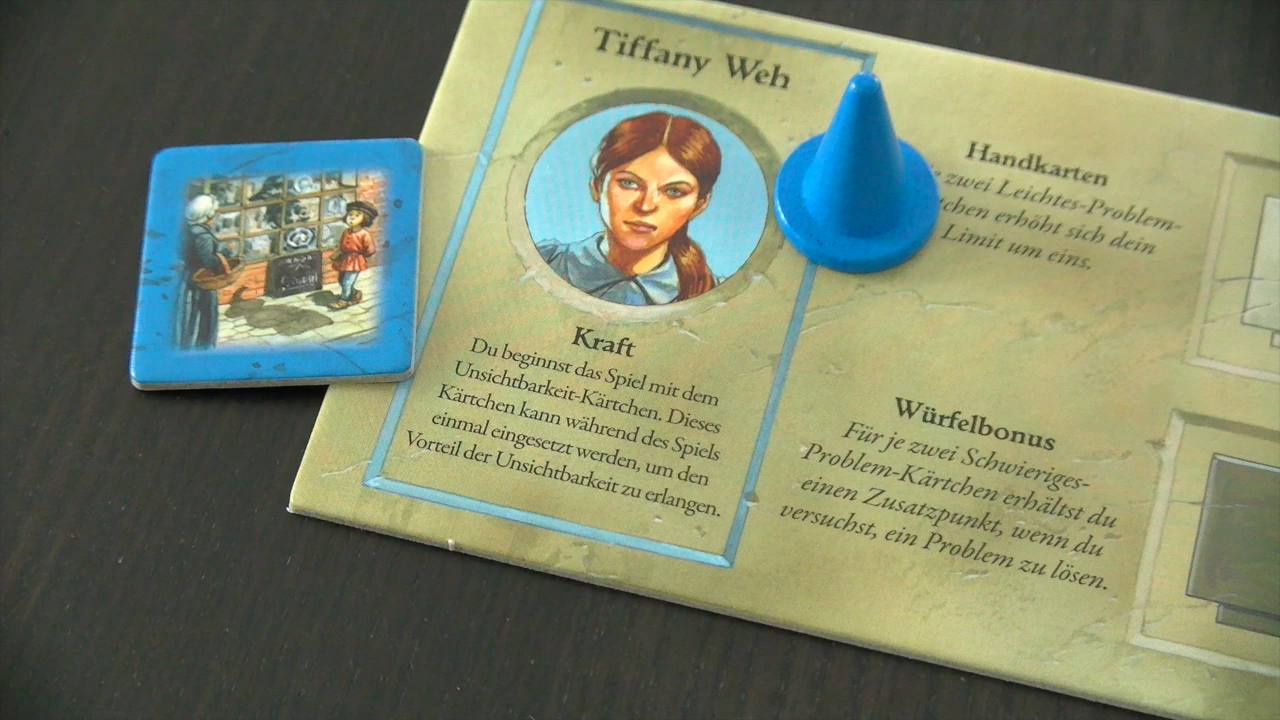 Tiffany Weh
Kraft
Du beginnst das Spiel mit dem
Unsichtbarkeit-Kärtchen. Dieses
Kärtchen kann während des Spiels
einmal eingesetzt werden, um den
Vorteil der Unsichtbarkeit zu erlangen.
Handkarten
zwei Leichtes-Problem-
erhöht sich dein
Limit um eins.
Würfelbonus
Für je zwei Schwieriges-
Problem-Kärtchen erhältst du
einen Zusatzpunkt, wenn du
versuchst, ein Problem zu lösen.